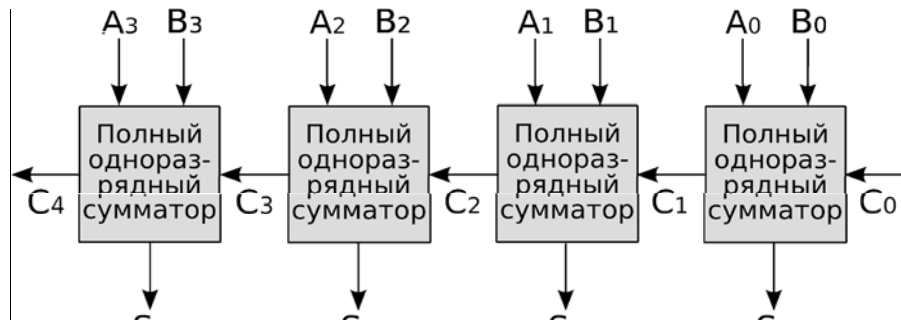 A3 B3 A2 B2 A1 B1 A0 B0
Полный
однораз-
рядный
сумматор
Полный
однораз-
рядный
сумматор
Полный
однораз-
рядный
сумматор
Полный
однораз-
рядный
сумматор
C4 C3 C2 C1 C0